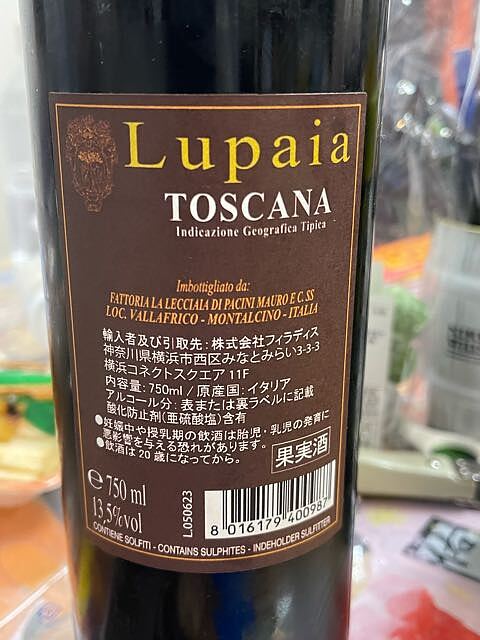 Lupaia
TOSCANA
Indicazione Geografica Tipica
Imbottigliato da:
FATTORIA LA LECCIAIA DI PACINI MAURO E C. SS
LOC. VALLAFRICO - MONTALCINO - ITALIA
輸入者及び引取先:株式会社フィラディス
神奈川県横浜市西区みなとみらい3-3-3
横浜コネクトスクエア 11F
内容量:750ml / 原産国:イタリア
アルコール分:表または裏ラベルに記載
酸化防止剤(亜硫酸塩)含有
●妊娠中や授乳期の飲酒は胎児・乳児の発育に
悪影響を与える恐れがあります。
●飲酒は20歳になってから。
果実酒
℮ 750 ml
13,5%vol
L050623
8 016179 400987
CONTIENE SOLFITI - CONTAINS SULPHITES - INDEHOLDER SULFITTER